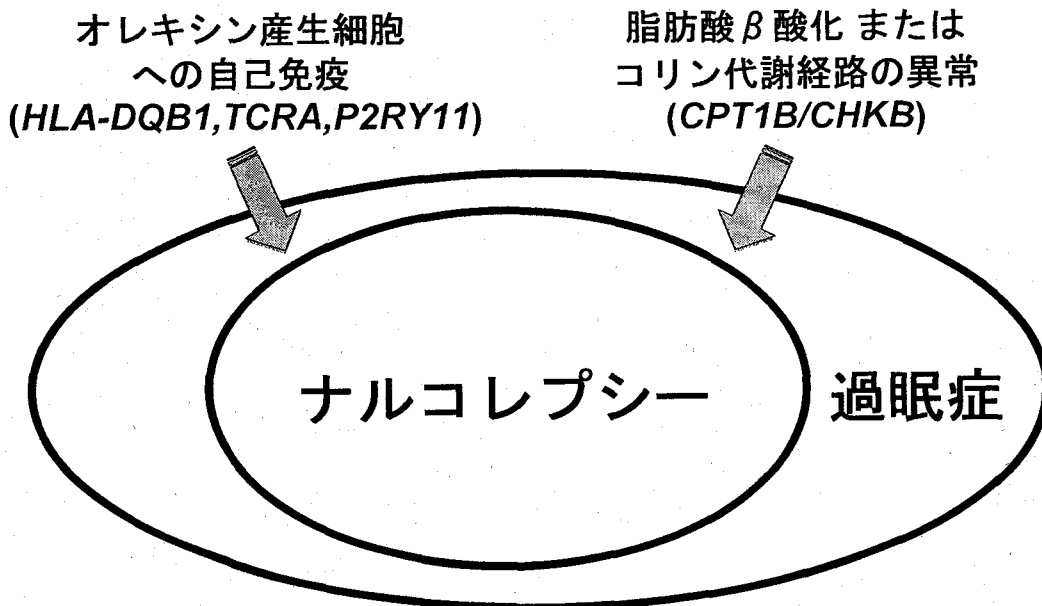 オレキシン産生細胞
への自己免疫
(HLA-DQB1,TCRA,P2RY11)
脂肪酸β酸化 または
コリン代謝経路の異常
(CPT1B/CHKB)
ナルコレプシー
過眠症